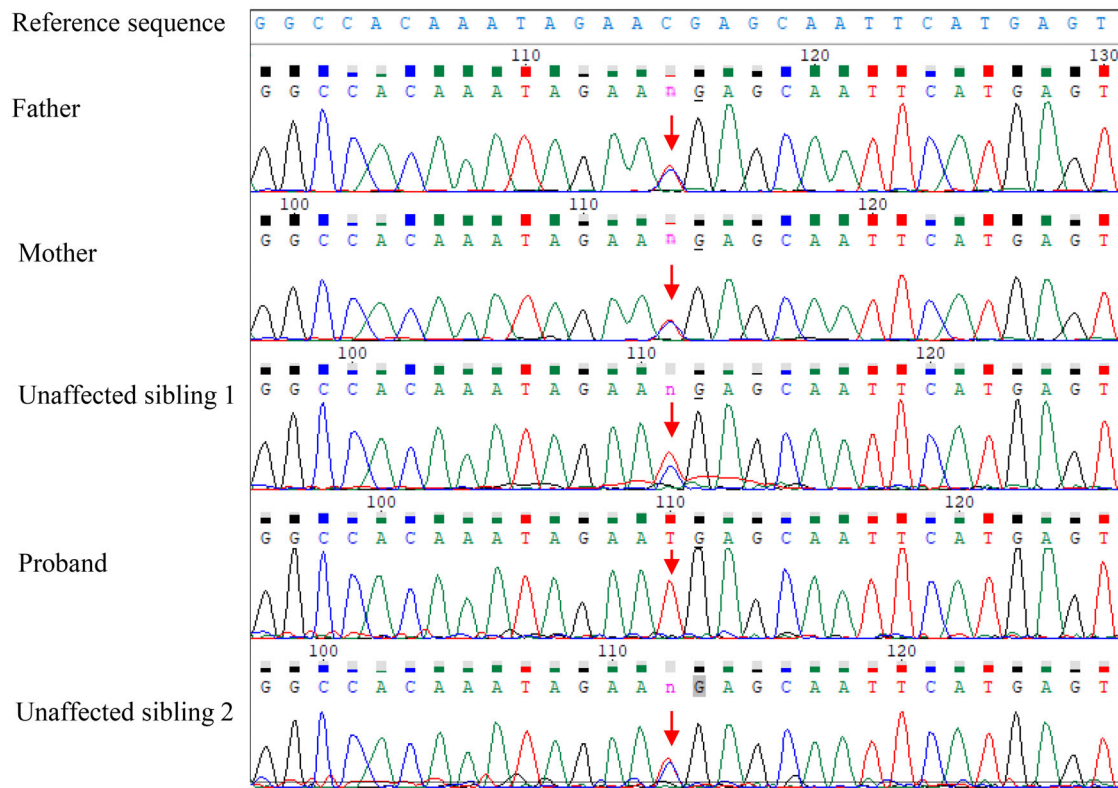 Reference sequence G G C C A C A A A T A G A A C G A G C A A T T C A T G A G T
110 120 130
G G C C A C A A A T A G A A n G A G C A A T T C A T G A G T
Father
100 110 120
G G C C A C A A A T A G A A n G A G C A A T T C A T G A G T
Mother
100 110 120
Unaffected sibling 1 G G C C A C A A A T A G A A n G A G C A A T T C A T G A G T
100 110 120
G G C C A C A A A T A G A A T G A G C A A T T C A T G A G T
Proband
100 110 120
G G C C A C A A A T A G A A n G A G C A A T T C A T G A G T
Unaffected sibling 2